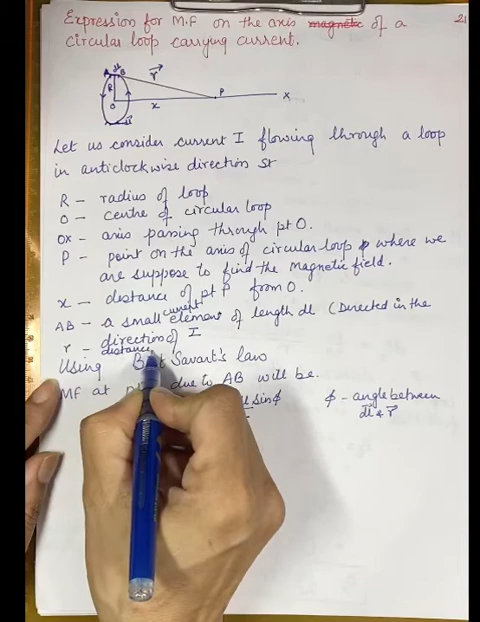 Expression for M.F on the axis magnetic of a
21
circular loop carrying current.
A dl B
r
R
O
x
P
X
Let us consider current I flowing through a loop
in anticlockwise direction st
R - radius of loop
O - centre of circular loop
OX - axis passing through pt O.
P - point on the axis of circular loop where we
are suppose to find the magnetic field.
x - distance of pt P from O.
AB - a small current element of length dl (Directed in the
direction of I
r - distance
Using Savart's law
MF at due to AB will be.
sinϕ
ϕ - angle between
dl & r